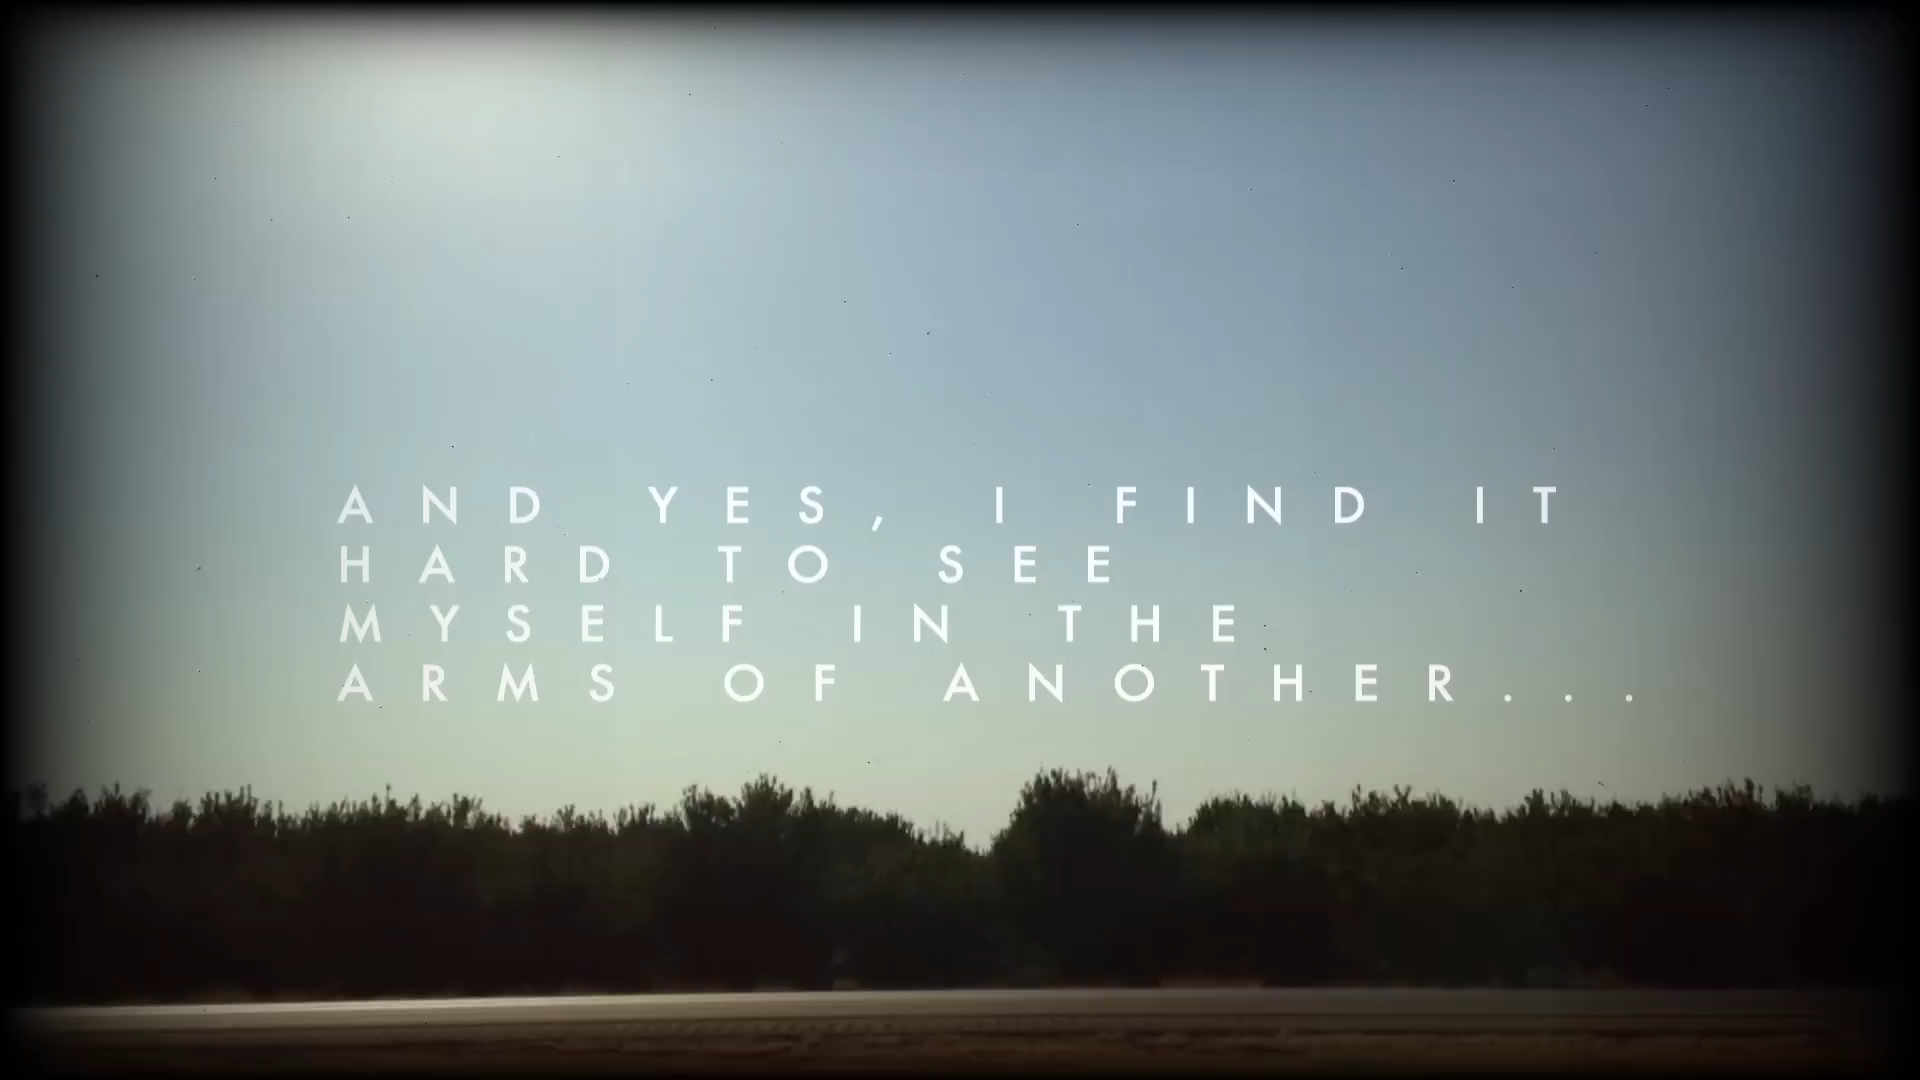 AND YES, I FIND IT
HARD TO SEE
MYSELF IN THE
ARMS OF ANOTHER...